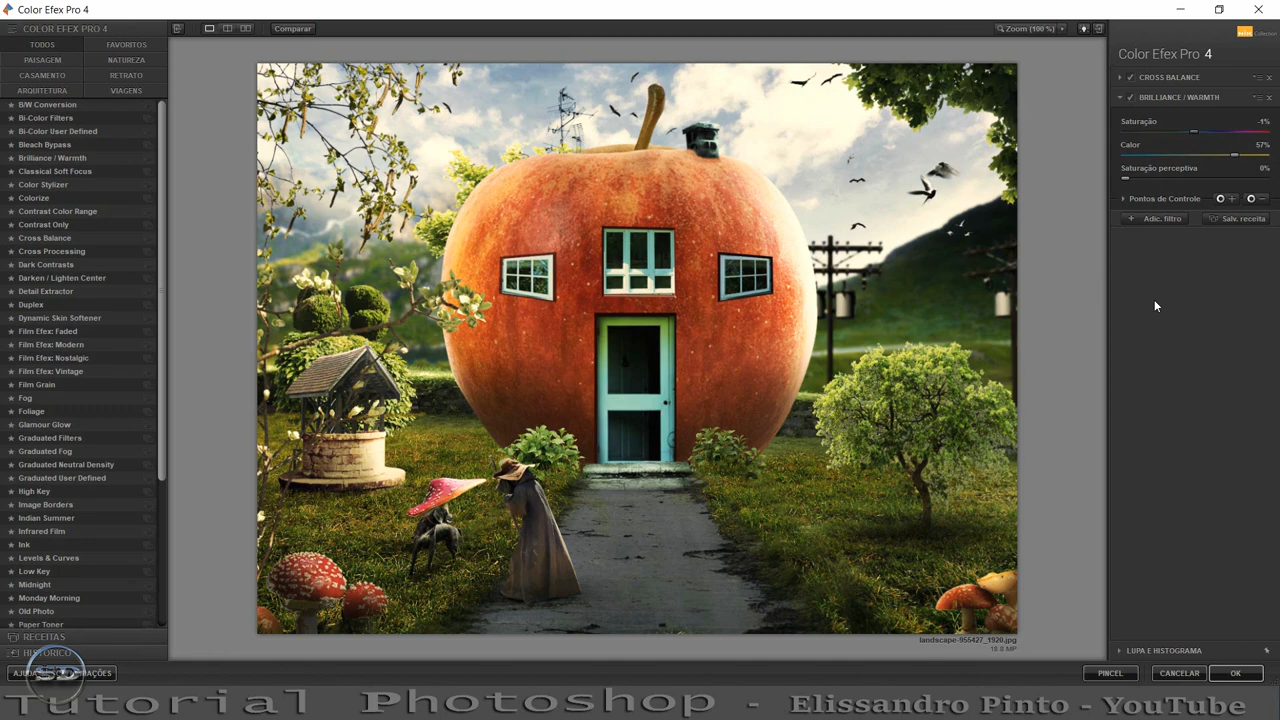 Color Efex Pro 4
COLOR EFEX PRO 4
TODOS FAVORITOS
PAISAGEM NATUREZA
CASAMENTO RETRATO
ARQUITETURA VIAGENS
B/W Conversion
Bi-Color Filters
Bi-Color User Defined
Bleach Bypass
Brilliance / Warmth
Classical Soft Focus
Color Stylizer
Colorize
Contrast Color Range
Contrast Only
Cross Balance
Cross Processing
Dark Contrasts
Darken / Lighten Center
Detail Extractor
Duplex
Dynamic Skin Softener
Film Efex: Faded
Film Efex: Modern
Film Efex: Nostalgic
Film Efex: Vintage
Film Grain
Fog
Foliage
Glamour Glow
Graduated Filters
Graduated Fog
Graduated Neutral Density
Graduated User Defined
High Key
Image Borders
Indian Summer
Infrared Film
Ink
Levels & Curves
Low Key
Midnight
Monday Morning
Old Photo
Paper Toner
RECEITAS
HISTÓRICO
AJUDA
Comparar
Zoom (100 %)
landscape-955427_1920.jpg
Collection
Color Efex Pro 4
CROSS BALANCE
BRILLIANCE / WARMTH
Saturação -1%
Calor 57%
Saturação perceptiva 0%
Pontos de Controle
Adic. filtro Salv. receita
LUPA E HISTOGRAMA
PINCEL CANCELAR OK
Tutorial Photoshop - Elissandro Pinto - YouTube